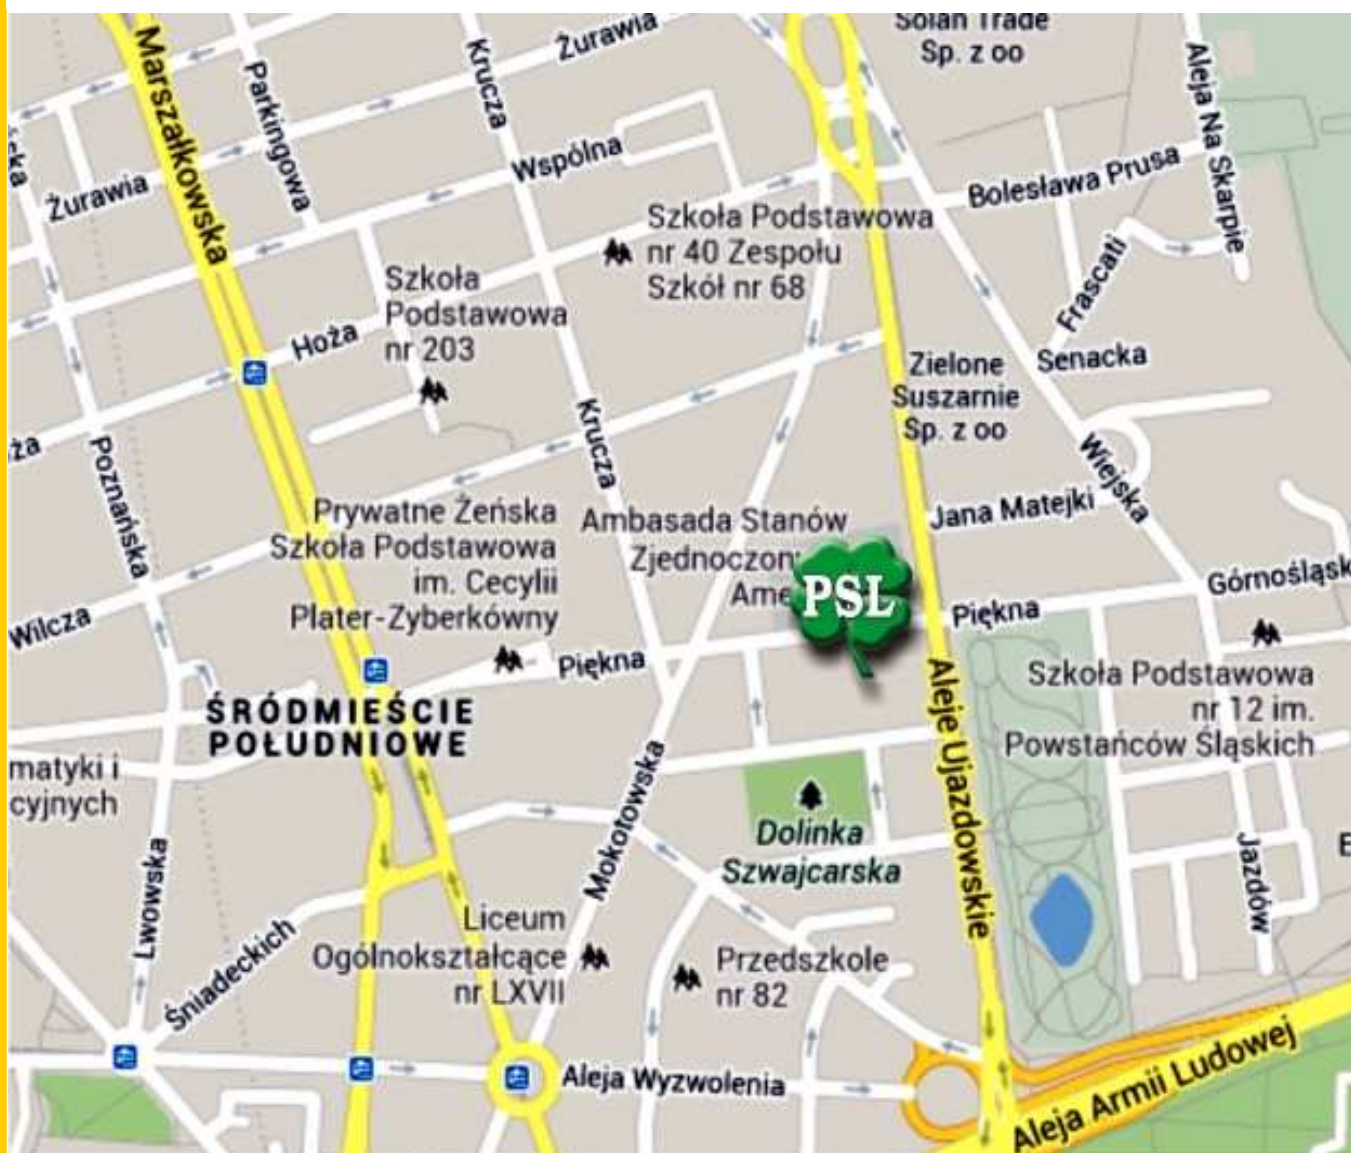 Solan Trade
Sp. z oo
Marszałkowska
Parkingowa
Krucza
Żurawia
Aleja Na Skarpie
Żurawia
Wspólna
Bolesława Prusa
Szkoła Podstawowa
nr 40 Zespołu
Szkół nr 68
Frascati
Szkoła
Podstawowa
nr 203
Hoża
Senacka
Zielone
Suszarnie
Sp. z oo
ża
Poznańska
Krucza
Wiejska
Jana Matejki
Prywatne Żeńska
Szkoła Podstawowa
im. Cecylii
Plater-Zyberkówny
Ambasada Stanów
Zjednoczony
Ame
PSL
Górnośląsk
Piękna
Wilcza
Piękna
Szkoła Podstawowa
nr 12 im.
Powstańców Śląskich
ŚRÓDMIEŚCIE
POŁUDNIOWE
Aleje Ujazdowskie
matyki i
cyjnych
Mokotowska
Dolinka
Szwajcarska
Lwowska
Jazdów
E
Śniadeckich
Liceum
Ogólnokształcące
nr LXVII
Przedszkole
nr 82
Aleja Wyzwolenia
Aleja Armii Ludowej